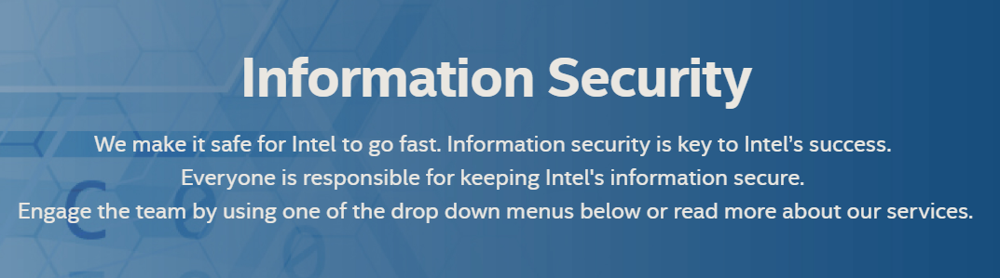 Information Security
We make it safe for Intel to go fast. Information security is key to Intel’s success.
Everyone is responsible for keeping Intel's information secure.
Engage the team by using one of the drop down menus below or read more about our services.